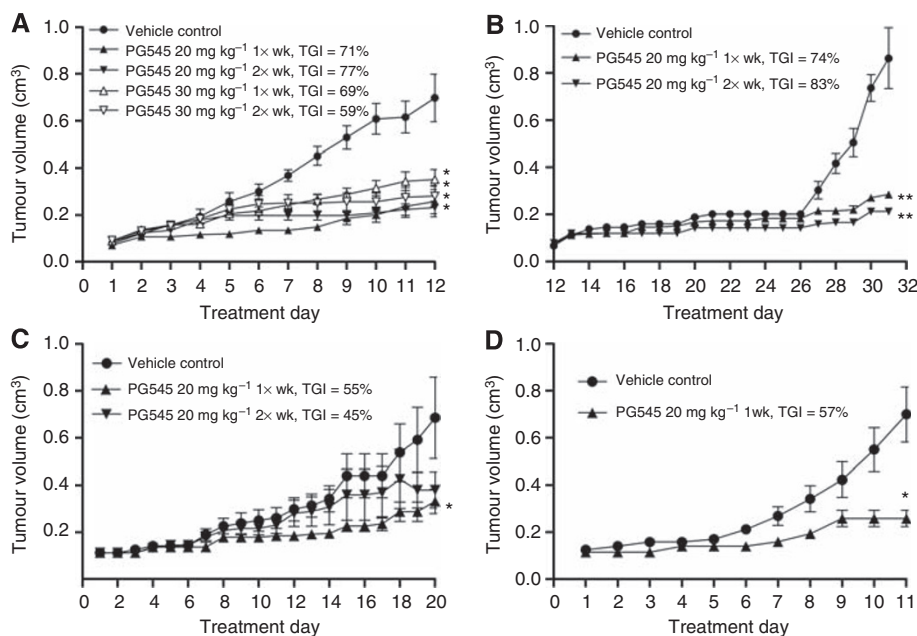 A
Vehicle control
PG545 20 mg kg⁻¹ 1× wk, TGI = 71%
PG545 20 mg kg⁻¹ 2× wk, TGI = 77%
PG545 30 mg kg⁻¹ 1× wk, TGI = 69%
PG545 30 mg kg⁻¹ 2× wk, TGI = 59%
Tumour volume (cm³)
1.0
0.8
0.6
0.4
0.2
0.0
*
*
*
*
0 1 2 3 4 5 6 7 8 9 10 11 12
Treatment day
B
Vehicle control
PG545 20 mg kg⁻¹ 1× wk, TGI = 74%
PG545 20 mg kg⁻¹ 2× wk, TGI = 83%
Tumour volume (cm³)
1.0
0.8
0.6
0.4
0.2
0.0
**
**
12 14 16 18 20 22 24 26 28 30 32
Treatment day
C
Vehicle control
PG545 20 mg kg⁻¹ 1× wk, TGI = 55%
PG545 20 mg kg⁻¹ 2× wk, TGI = 45%
Tumour volume (cm³)
1.0
0.8
0.6
0.4
0.2
*
0 2 4 6 8 10 12 14 16 18 20
Treatment day
D
Vehicle control
PG545 20 mg kg⁻¹ 1wk, TGI = 57%
Tumour volume (cm³)
1.0
0.8
0.6
0.4
0.2
0.0
*
0 1 2 3 4 5 6 7 8 9 10 11
Treatment day